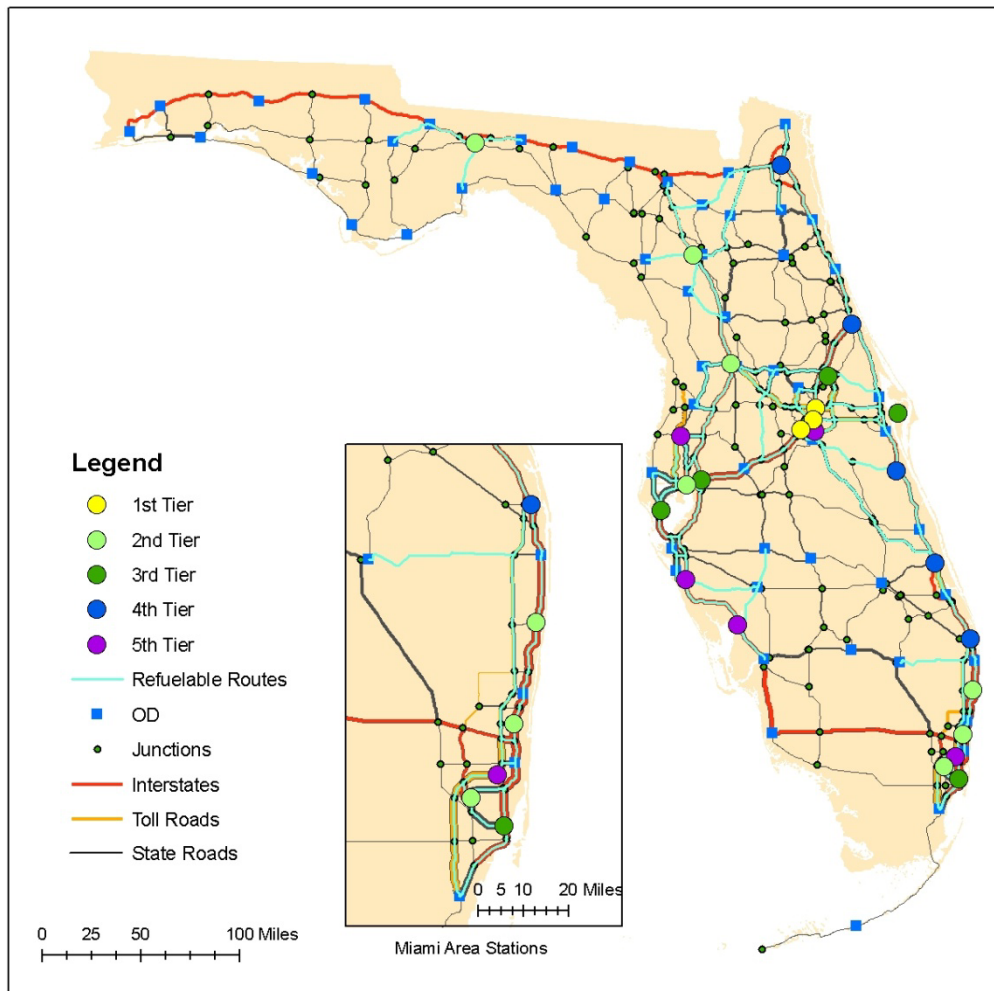 Legend
1st Tier
2nd Tier
3rd Tier
4th Tier
5th Tier
Refuelable Routes
OD
Junctions
Interstates
Toll Roads
State Roads
0 25 50 100 Miles
0 5 10 20 Miles
Miami Area Stations